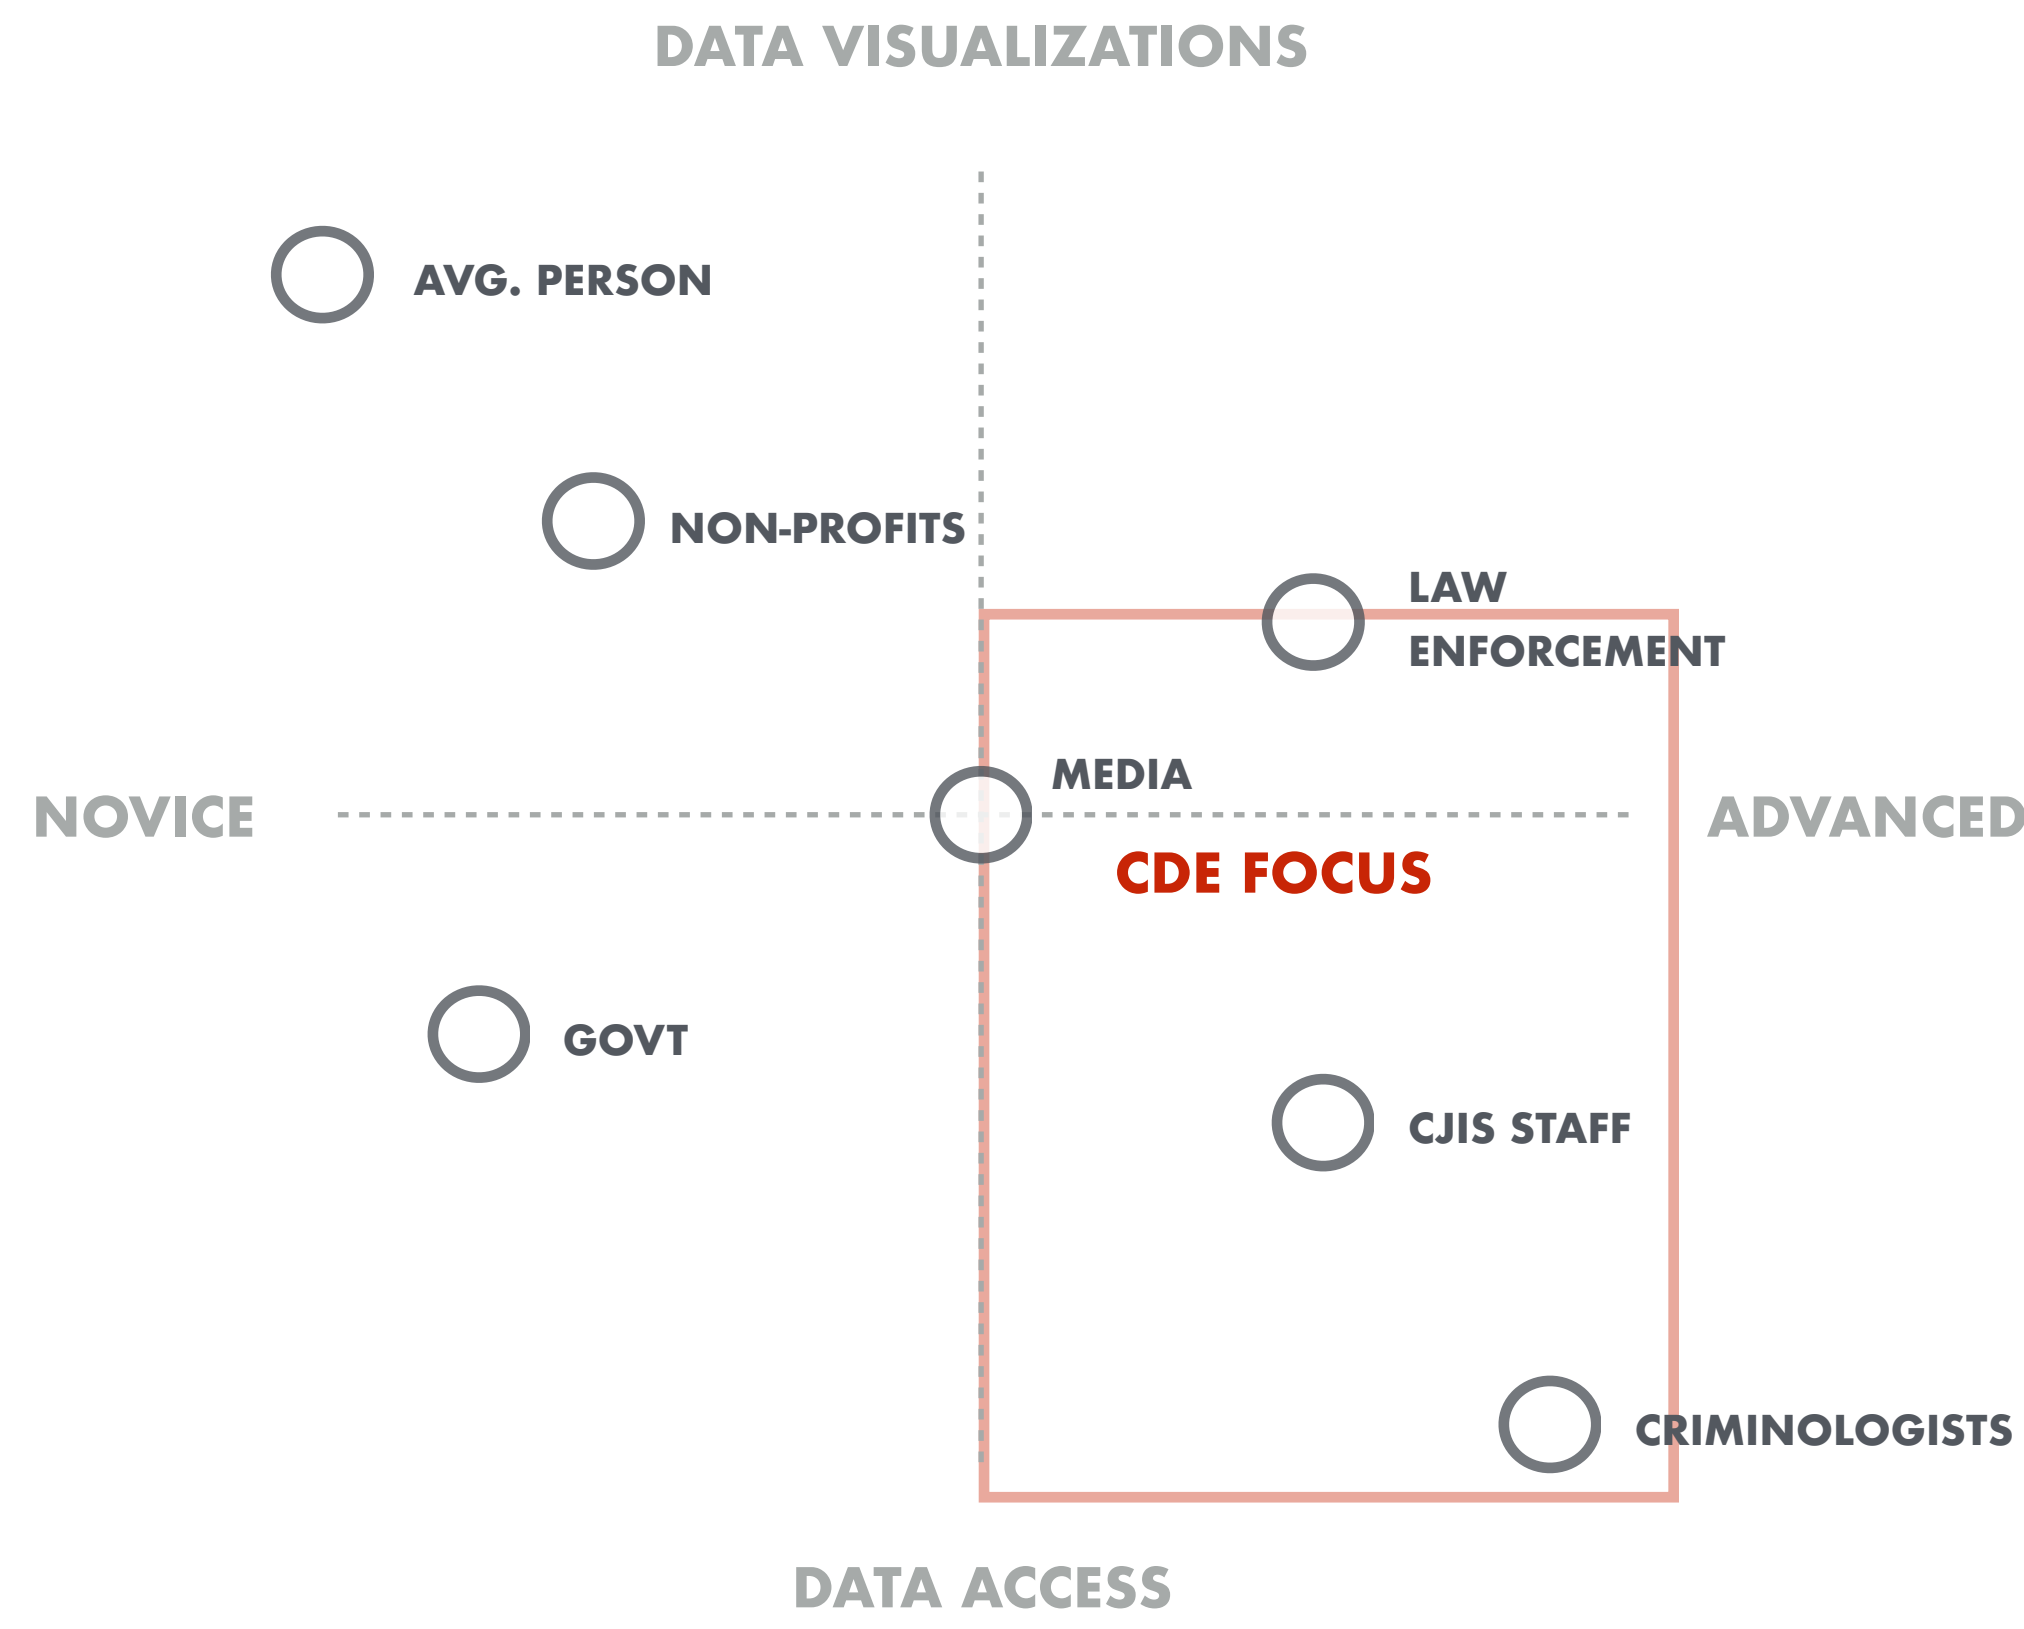 DATA VISUALIZATIONS
AVG. PERSON
NON-PROFITS
LAW
ENFORCEMENT
MEDIA
NOVICE
ADVANCED
CDE FOCUS
GOVT
CJIS STAFF
CRIMINOLOGISTS
DATA ACCESS